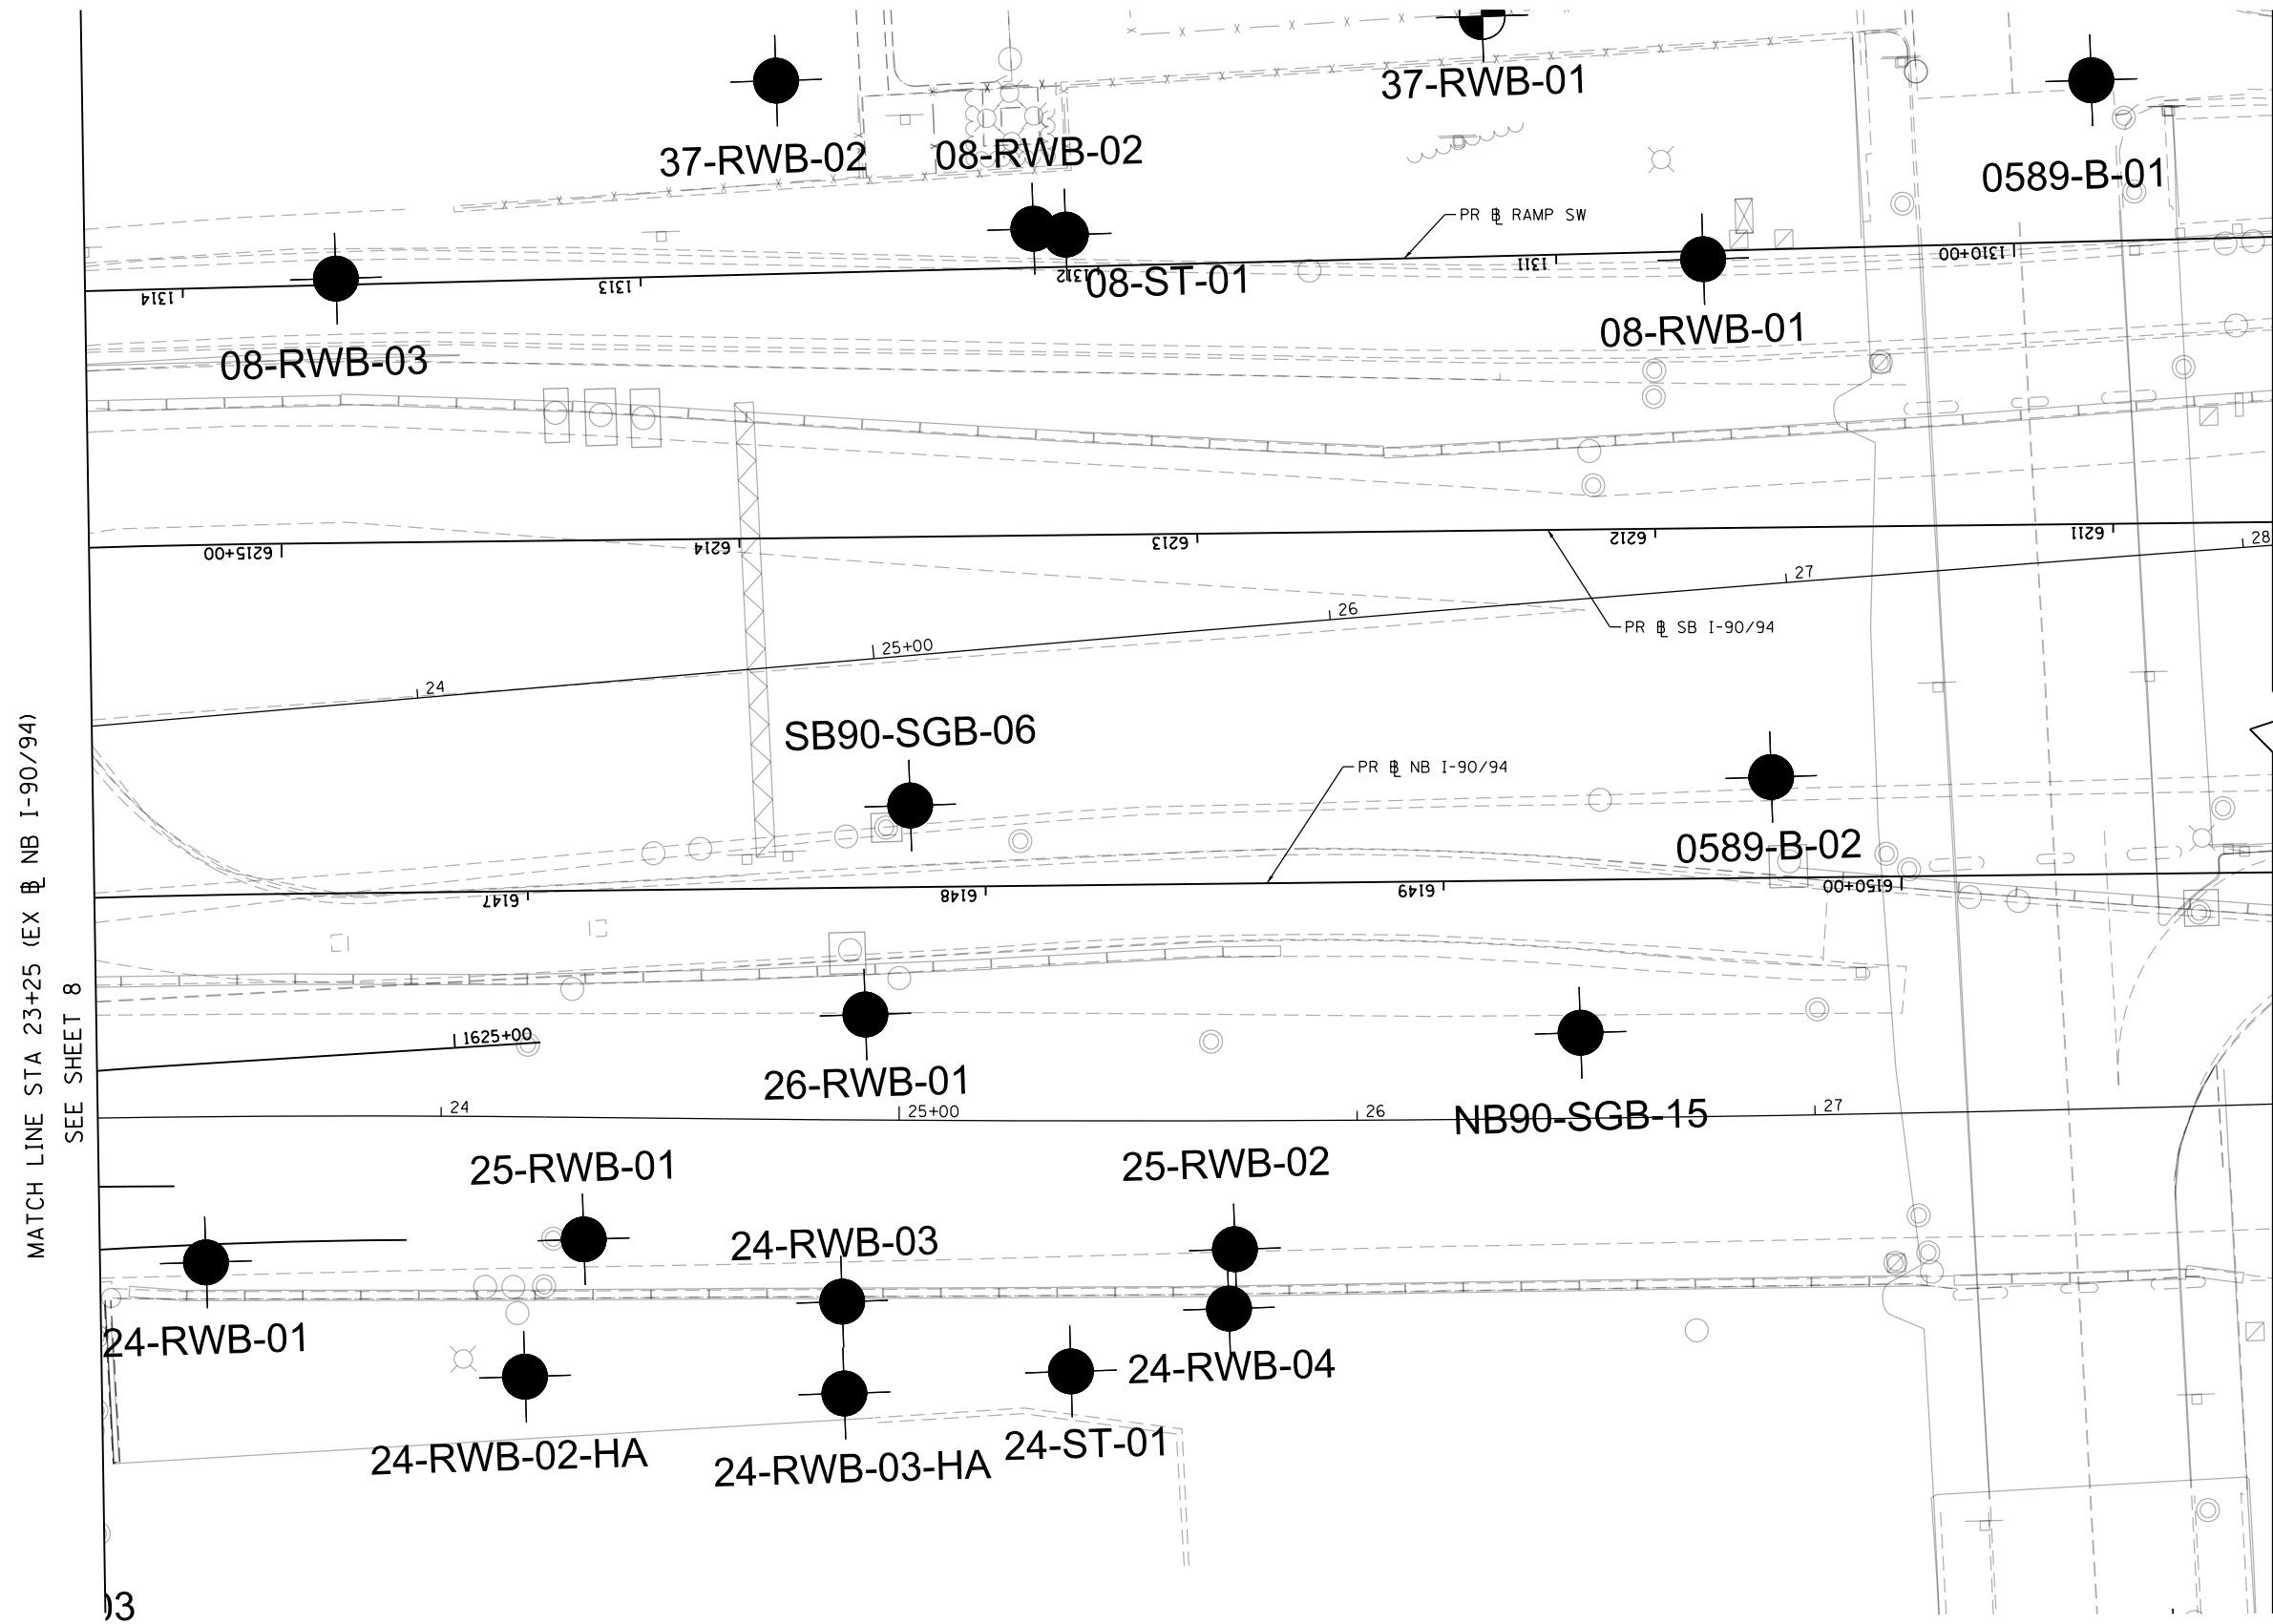 37-RWB-01
37-RWB-02
08-RWB-02
0589-B-01
PR ⅊ RAMP SW
1314
1313
1312
1311
1310+00
08-ST-01
08-RWB-03
08-RWB-01
6215+00
6214
6213
6212
6211
28
27
26
25+00
24
PR ⅊ SB I-90/94
SB90-SGB-06
PR ⅊ NB I-90/94
0589-B-02
6147
6148
6149
6150+00
MATCH LINE STA 23+25 (EX ⅊ NB I-90/94)
SEE SHEET 8
1625+00
26-RWB-01
24
25+00
26
27
NB90-SGB-15
25-RWB-01
25-RWB-02
24-RWB-03
24-RWB-01
24-RWB-04
24-RWB-02-HA
24-RWB-03-HA
24-ST-01
03